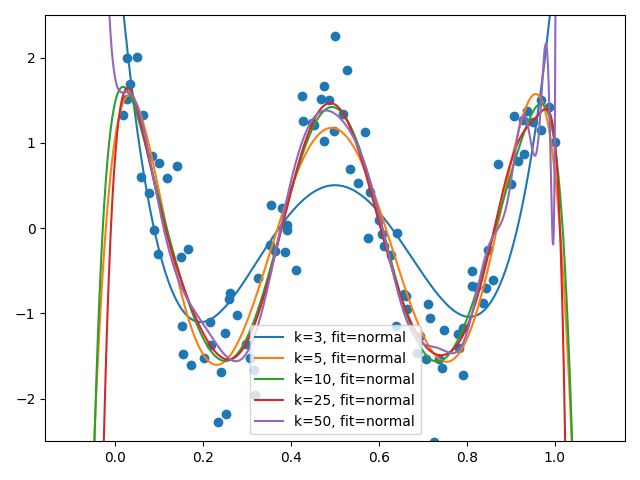 2
1
0
−1
−2
k=3, fit=normal
k=5, fit=normal
k=10, fit=normal
k=25, fit=normal
k=50, fit=normal
0.0 0.2 0.4 0.6 0.8 1.0